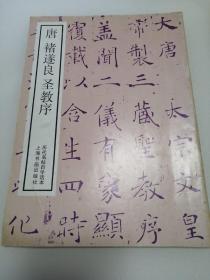 唐 褚遂良 圣教序
上海书画出版社
大唐太宗文皇
帝製三藏聖教序
蓋聞二儀有象顯
覆載以含生四時
化